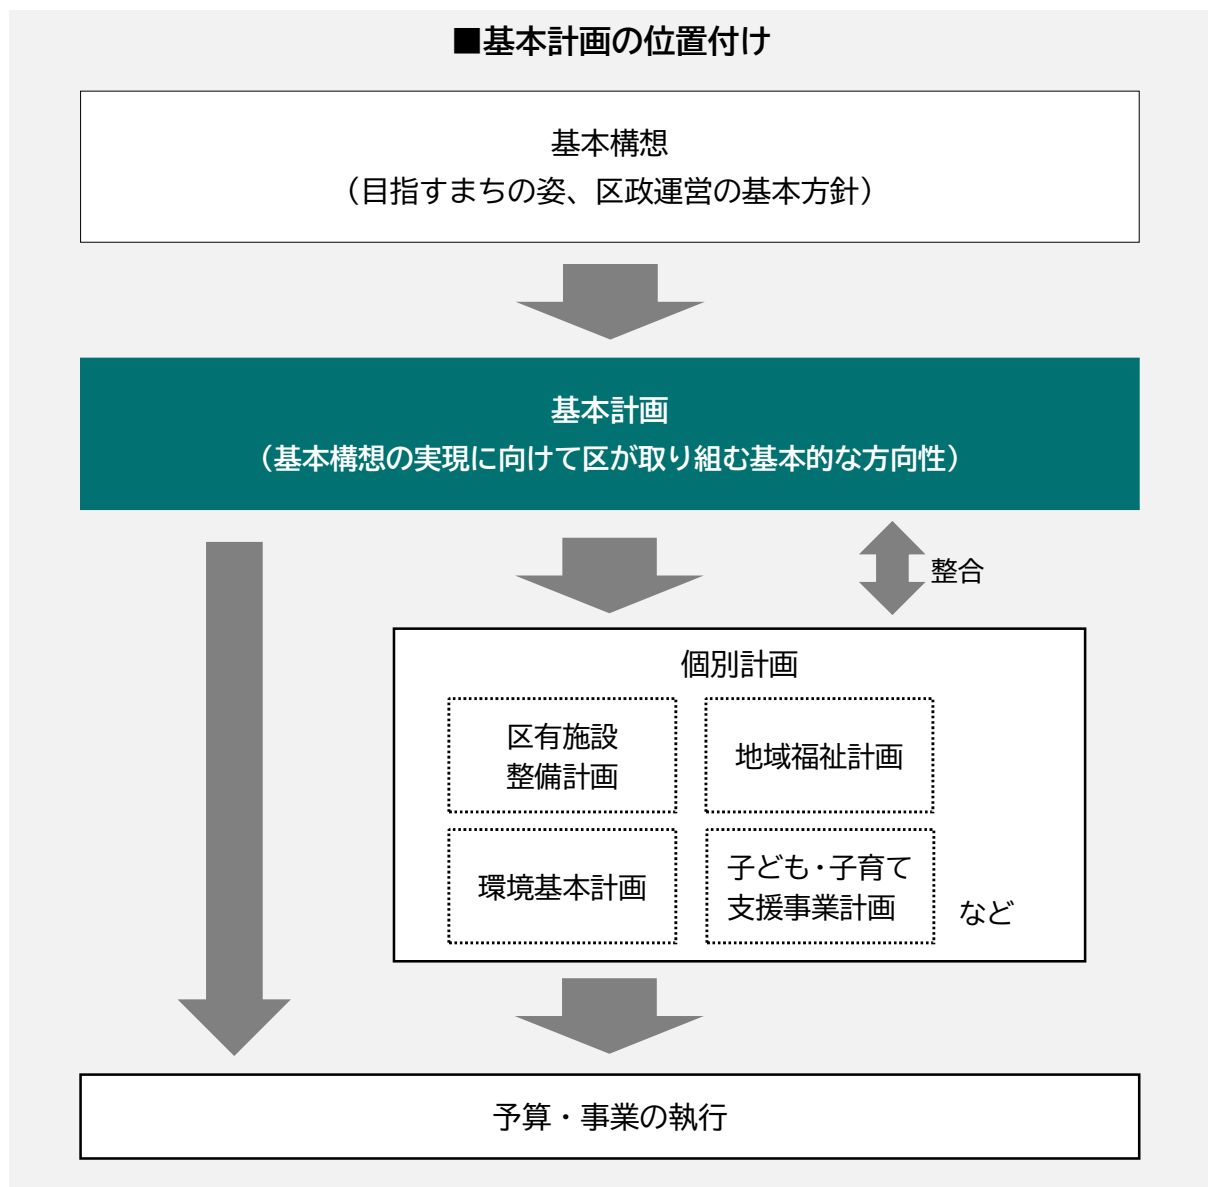 ■基本計画の位置付け
基本構想
（目指すまちの姿、区政運営の基本方針）
基本計画
（基本構想の実現に向けて区が取り組む基本的な方向性）
整合
個別計画
区有施設
整備計画
地域福祉計画
環境基本計画
子ども・子育て
支援事業計画
など
予算・事業の執行